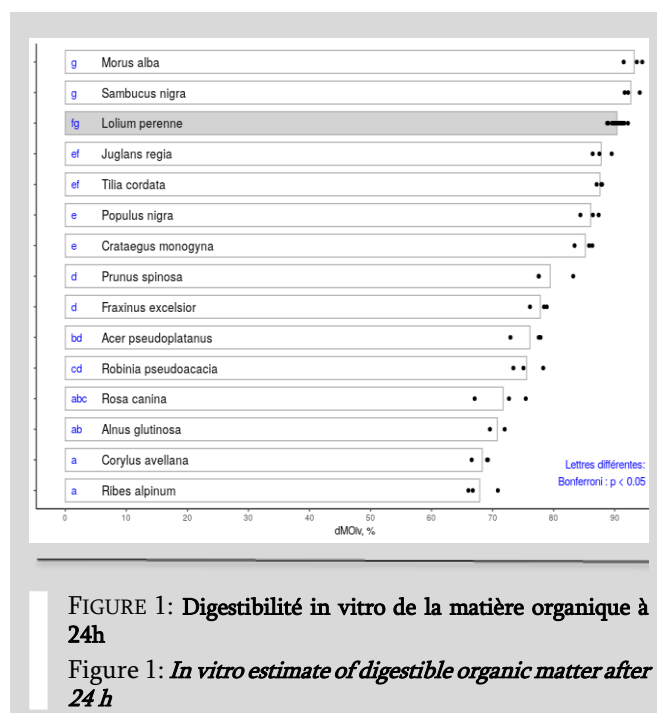 g Morus alba
g Sambucus nigra
fg Lolium perenne
ef Juglans regia
ef Tilia cordata
e Populus nigra
e Crataegus monogyna
d Prunus spinosa
d Fraxinus excelsior
bd Acer pseudoplatanus
cd Robinia pseudoacacia
abc Rosa canina
ab Alnus glutinosa
a Corylus avellana
a Ribes alpinum
Lettres différentes:
Bonferroni : p < 0.05
0 10 20 30 40 50 60 70 80 90
dMOiv, %
FIGURE 1: Digestibilité in vitro de la matière organique à
24h
Figure 1: In vitro estimate of digestible organic matter after
24 h